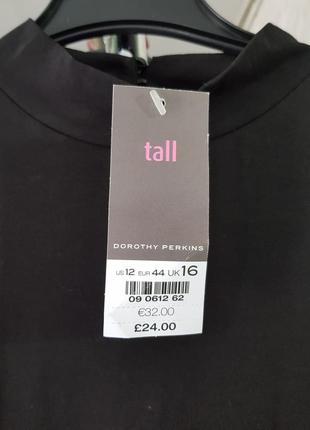 tall
DOROTHY PERKINS
US 12 EUR 44 UK 16
09 0612 62
€32.00
£24.00